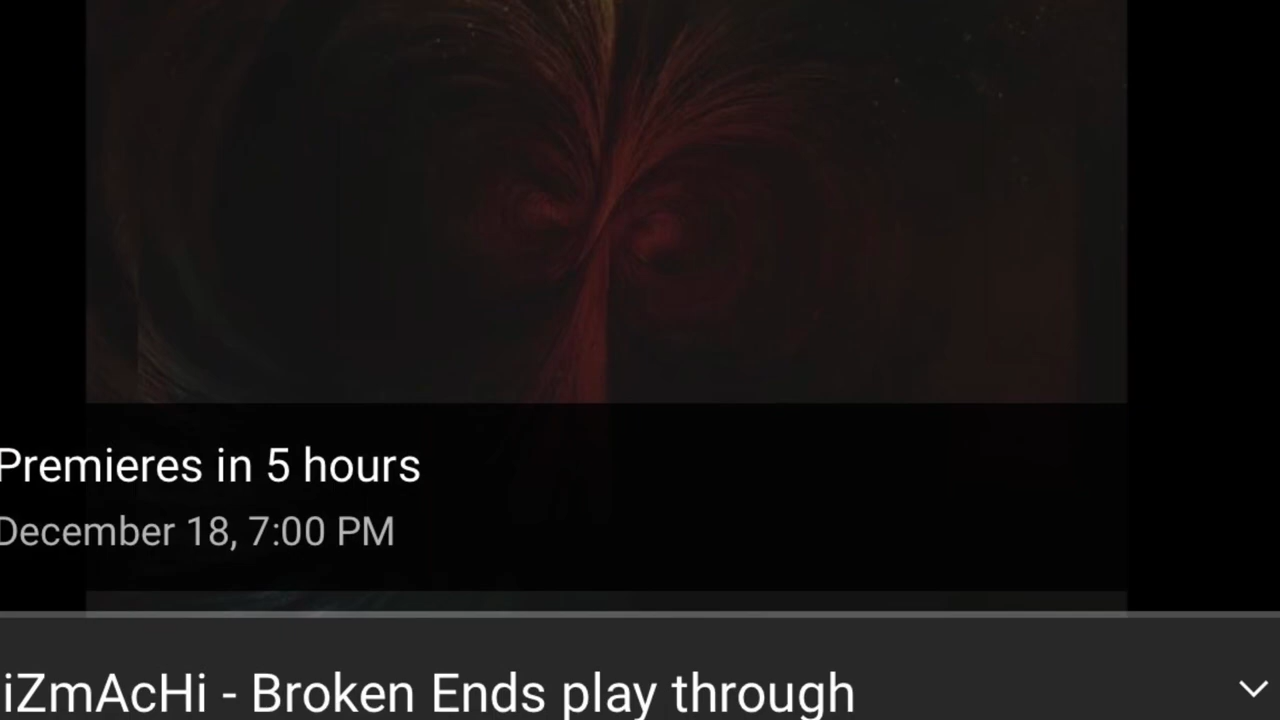 Premieres in 5 hours
December 18, 7:00 PM
iZmAcHi - Broken Ends play through